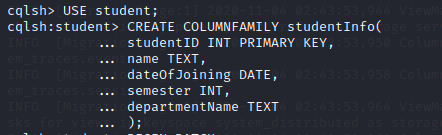 cqlsh> USE student;
cqlsh:student> CREATE COLUMNFAMILY studentInfo(
... studentID INT PRIMARY KEY,
... name TEXT,
... dateOfJoining DATE,
... semester INT,
... departmentName TEXT
... );